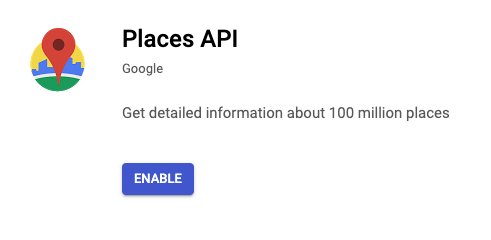 Places API
Google
Get detailed information about 100 million places
ENABLE